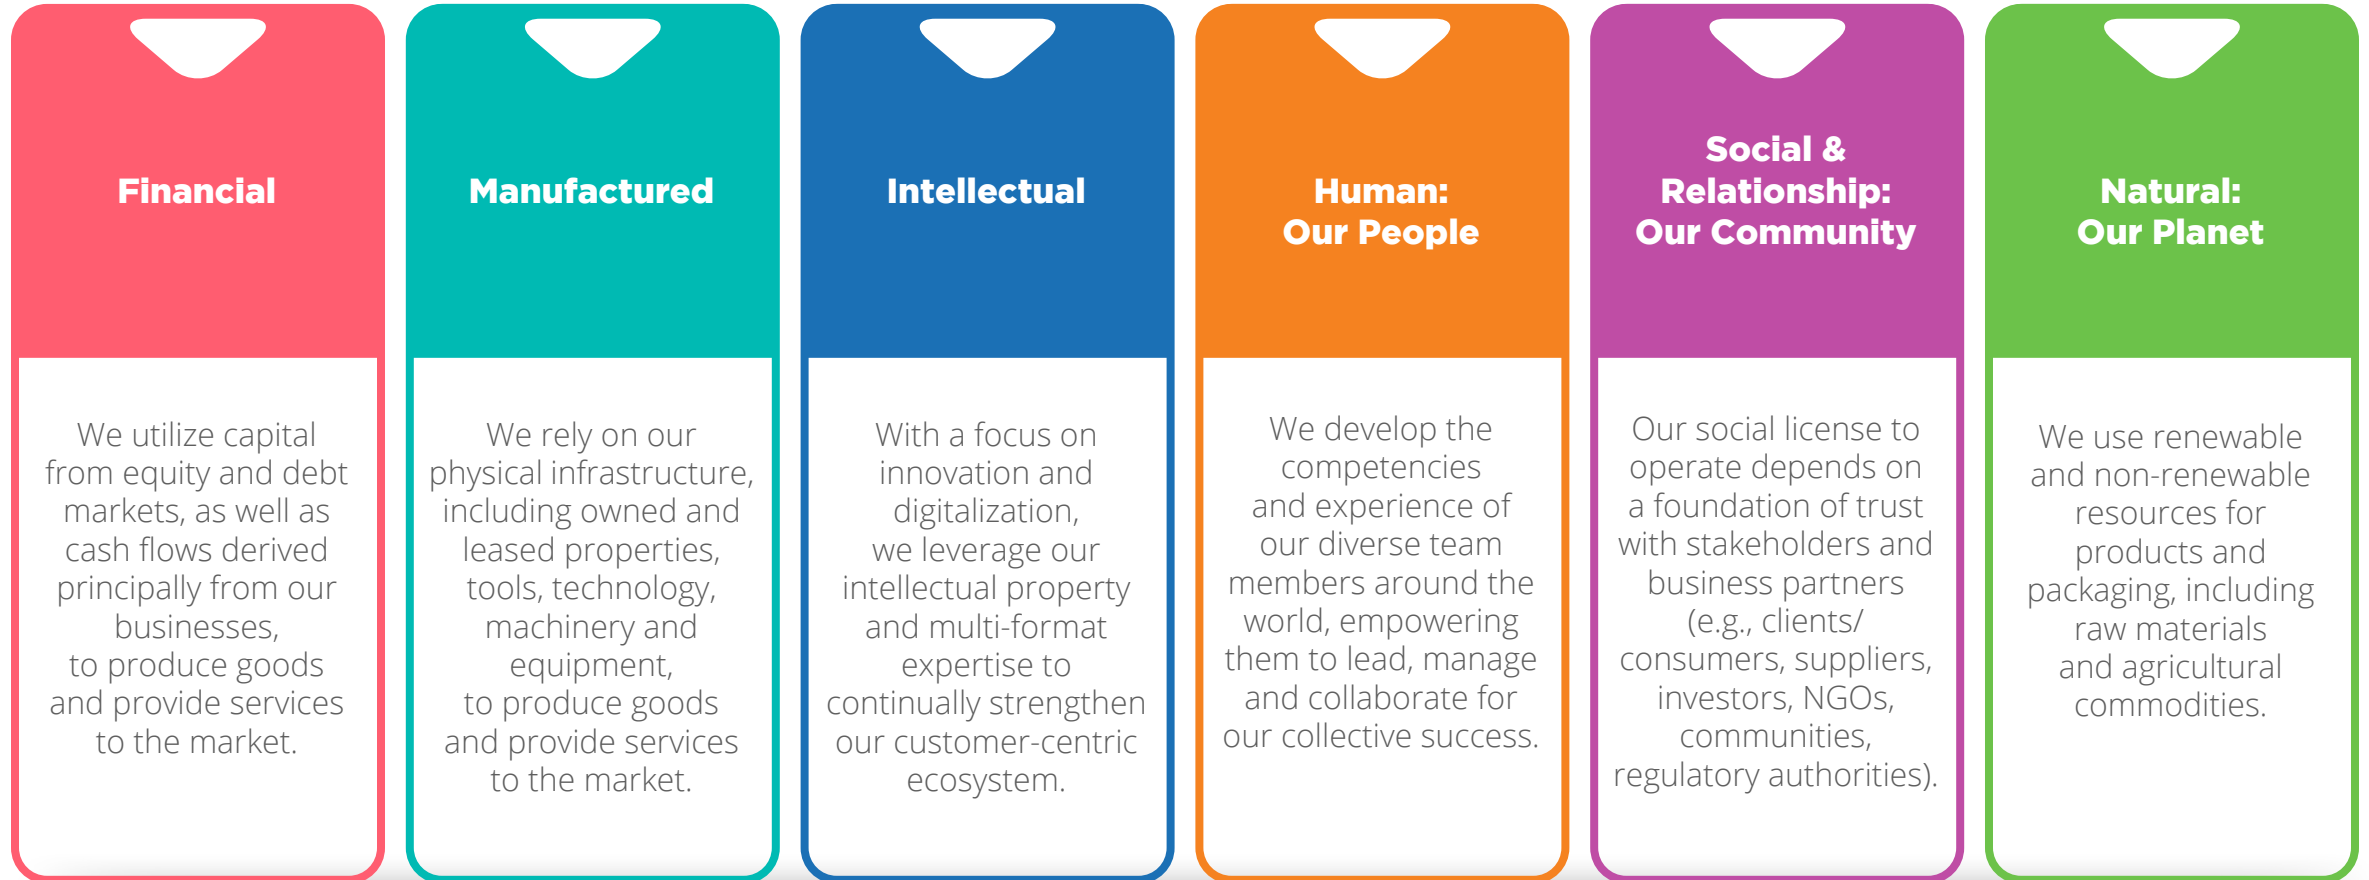 Financial
We utilize capital
from equity and debt
markets, as well as
cash flows derived
principally from our
businesses,
to produce goods
and provide services
to the market.
Manufactured
We rely on our
physical infrastructure,
including owned and
leased properties,
tools, technology,
machinery and
equipment,
to produce goods
and provide services
to the market.
Intellectual
With a focus on
innovation and
digitalization,
we leverage our
intellectual property
and multi-format
expertise to
continually strengthen
our customer-centric
ecosystem.
Human:
Our People
We develop the
competencies
and experience of
our diverse team
members around the
world, empowering
them to lead, manage
and collaborate for
our collective success.
Social &
Relationship:
Our Community
Our social license to
operate depends on
a foundation of trust
with stakeholders and
business partners
(e.g., clients/
consumers, suppliers,
investors, NGOs,
communities,
regulatory authorities).
Natural:
Our Planet
We use renewable
and non-renewable
resources for
products and
packaging, including
raw materials
and agricultural
commodities.